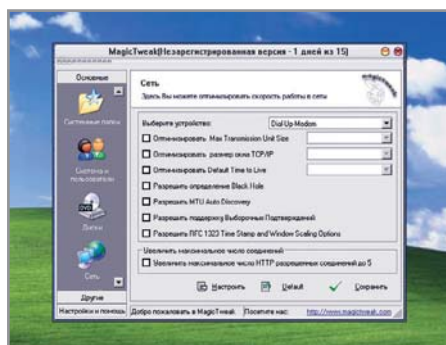 MagicTweak(Незарегистрированная версия - 1 дней из 15)
Основные
Системные папки
Система и пользователи
Диски
Сеть
Другие
Настройки и помощь
Сеть
Здесь Вы можете оптимизировать скорость работы в сети
magictweak
Выберите устройство:
Dial-Up Modem
Оптимизировать Max Transmission Unit Size
Оптимизировать размер окна TCP/IP
Оптимизировать Default Time to Live
Разрешить определение Black Hole
Разрешить MTU Auto Discovery
Разрешить поддержку Выборочных Подтверждений
Разрешить RFC 1323 Time Stamp and Window Scaling Options
Увеличить максимальное число соединений
Увеличить максимальное число HTTP разрешенных соединений до 5
Настроить
Default
Сохранить
Добро пожаловать в MagicTweak
Посетите нас:
http://www.magictweak.com